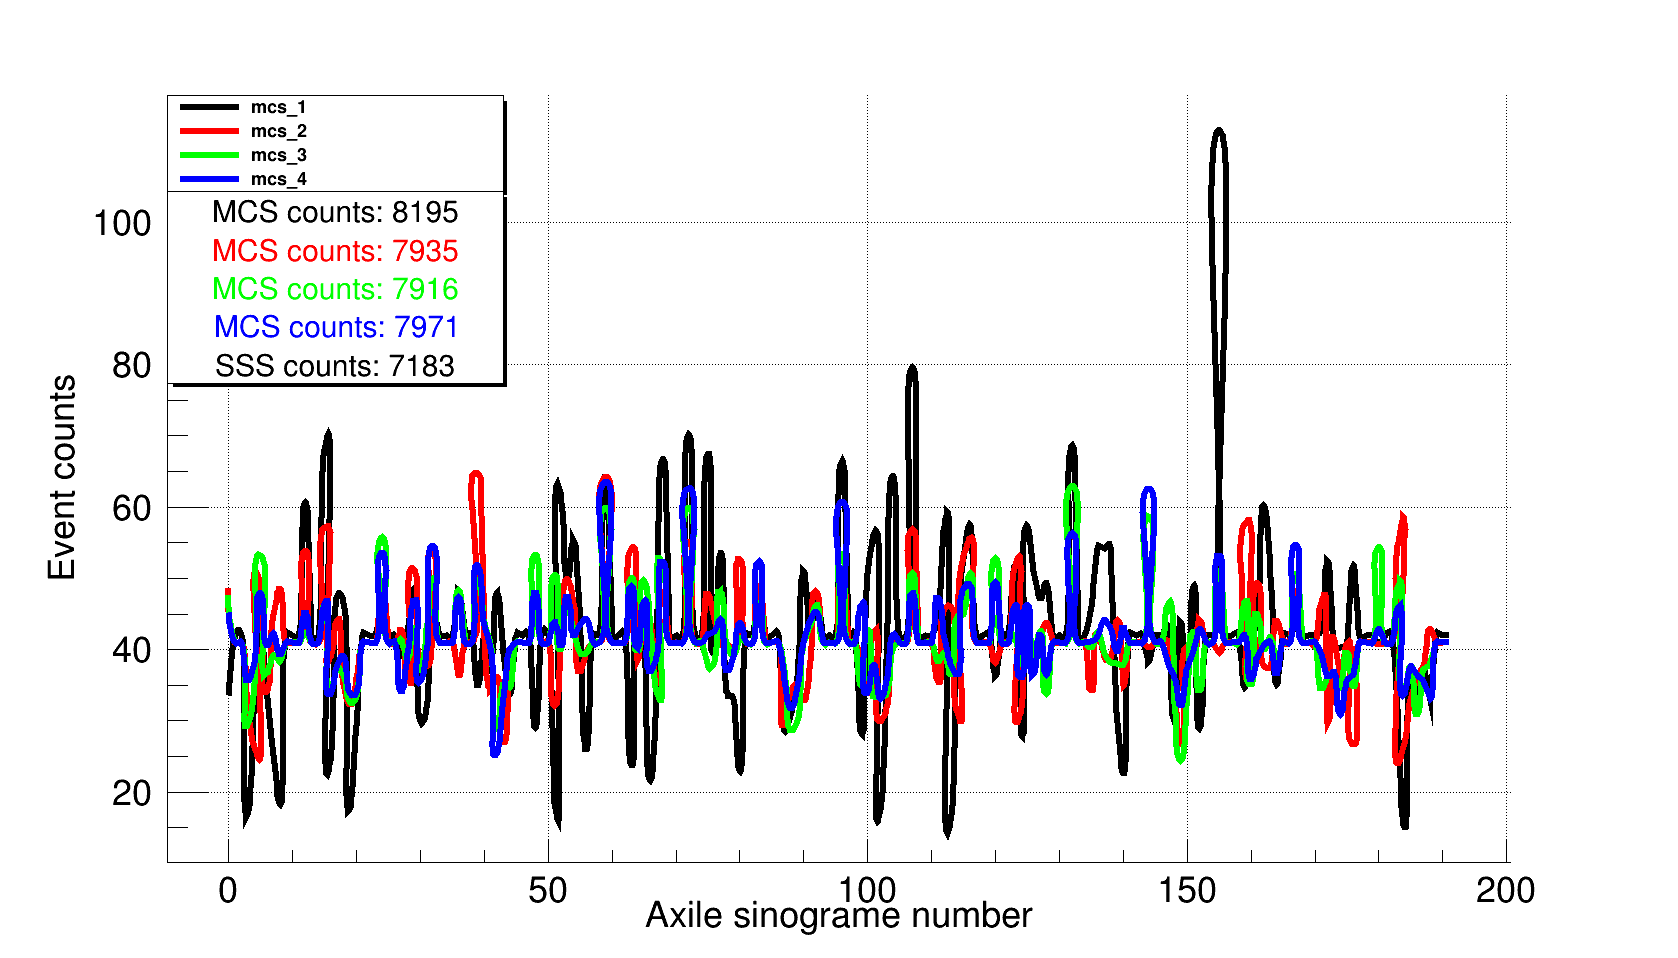 mcs_1
mcs_2
mcs_3
mcs_4
MCS counts: 8195
MCS counts: 7935
MCS counts: 7916
MCS counts: 7971
SSS counts: 7183
100
80
60
40
20
Event counts
0 50 100 150 200
Axile sinograme number